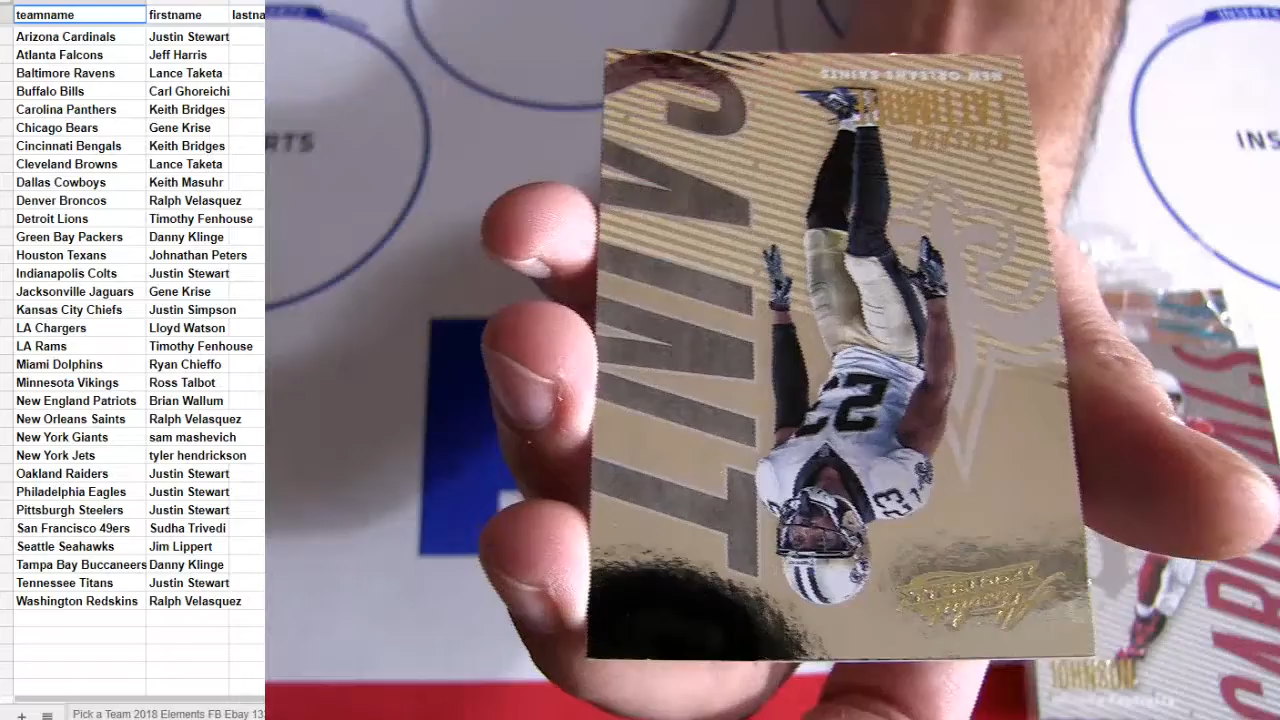 teamname firstname lastna
Arizona Cardinals Justin Stewart
Atlanta Falcons Jeff Harris
Baltimore Ravens Lance Taketa
Buffalo Bills Carl Ghoreichi
Carolina Panthers Keith Bridges
Chicago Bears Gene Krise
Cincinnati Bengals Keith Bridges
Cleveland Browns Lance Taketa
Dallas Cowboys Keith Masuhr
Denver Broncos Ralph Velasquez
Detroit Lions Timothy Fenhouse
Green Bay Packers Danny Klinge
Houston Texans Johnathan Peters
Indianapolis Colts Justin Stewart
Jacksonville Jaguars Gene Krise
Kansas City Chiefs Justin Simpson
LA Chargers Lloyd Watson
LA Rams Timothy Fenhouse
Miami Dolphins Ryan Chieffo
Minnesota Vikings Ross Talbot
New England Patriots Brian Wallum
New Orleans Saints Ralph Velasquez
New York Giants sam mashevich
New York Jets tyler hendrickson
Oakland Raiders Justin Stewart
Philadelphia Eagles Justin Stewart
Pittsburgh Steelers Justin Stewart
San Francisco 49ers Sudha Trivedi
Seattle Seahawks Jim Lippert
Tampa Bay Buccaneers Danny Klinge
Tennessee Titans Justin Stewart
Washington Redskins Ralph Velasquez
Pick a Team 2018 Elements FB Ebay 13
NEW ORLEANS SAINTS
LATTIMORE
23
JOHNSON
CARDINALS